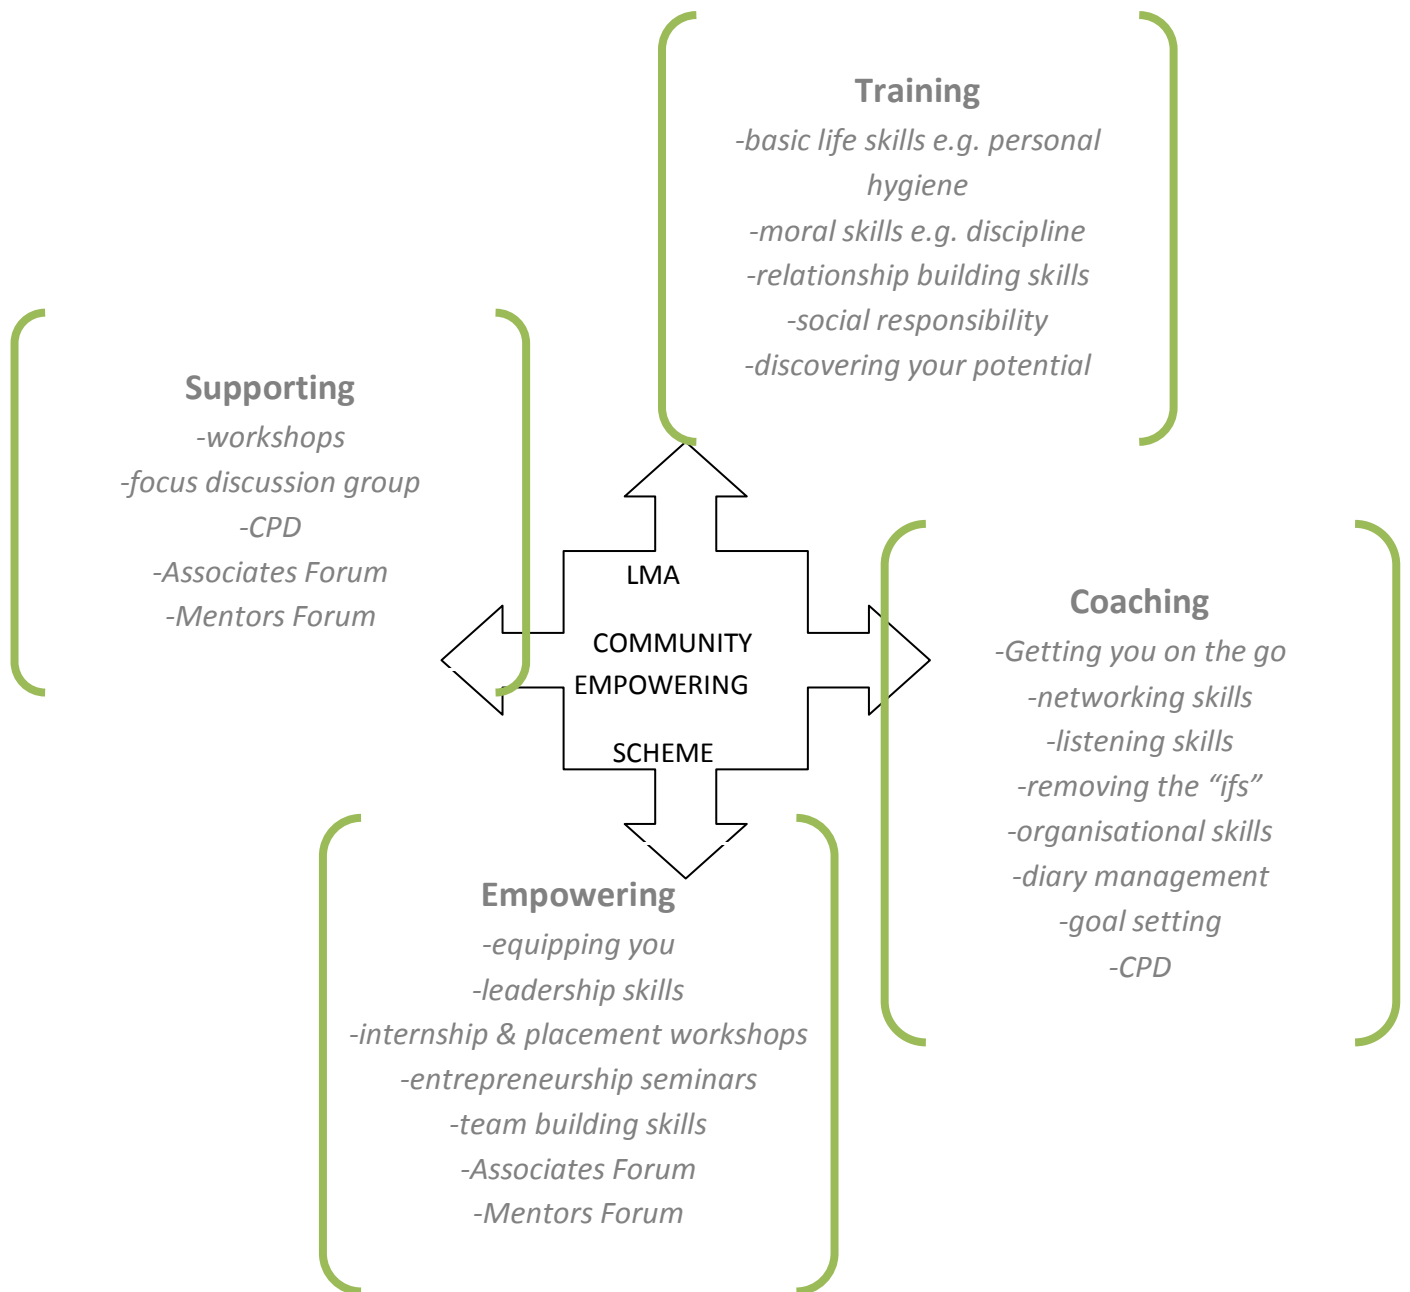 Training
-basic life skills e.g. personal
hygiene
-moral skills e.g. discipline
-relationship building skills
-social responsibility
-discovering your potential
Supporting
-workshops
-focus discussion group
-CPD
-Associates Forum
-Mentors Forum
LMA
COMMUNITY
EMPOWERING
SCHEME
Coaching
-Getting you on the go
-networking skills
-listening skills
-removing the “ifs”
-organisational skills
-diary management
-goal setting
-CPD
Empowering
-equipping you
-leadership skills
-internship & placement workshops
-entrepreneurship seminars
-team building skills
-Associates Forum
-Mentors Forum